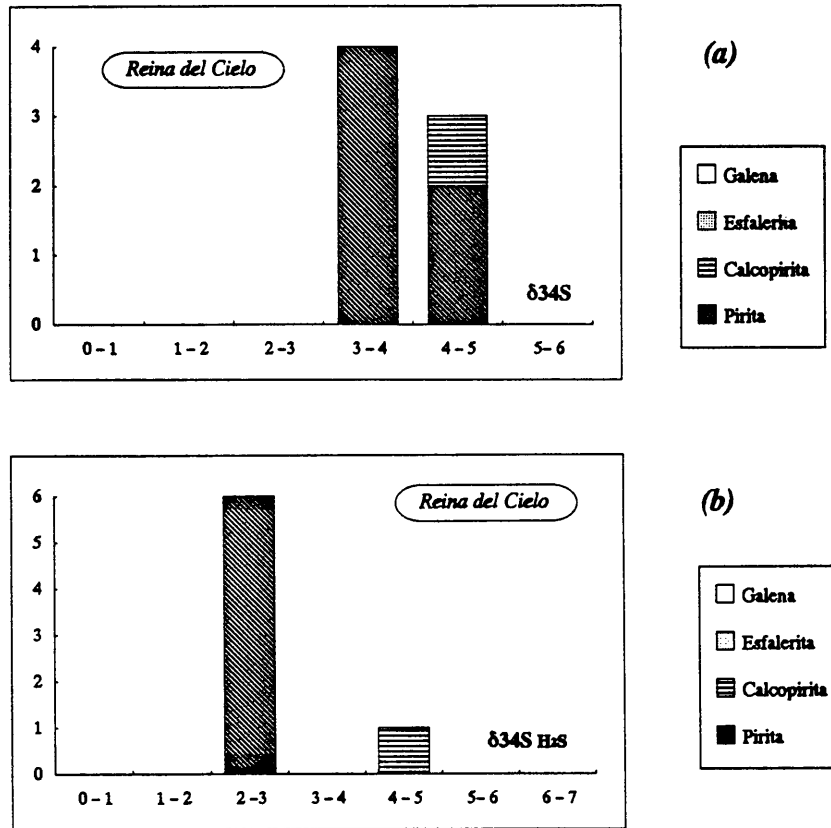 (a)
Reina del Cielo
4
3
2
1
0
δ34S
0-1 1-2 2-3 3-4 4-5 5-6
Galena
Esfalerita
Calcopirita
Pirita
(b)
Reina del Cielo
6
5
4
3
2
1
0
δ34S H2S
0-1 1-2 2-3 3-4 4-5 5-6 6-7
Galena
Esfalerita
Calcopirita
Pirita